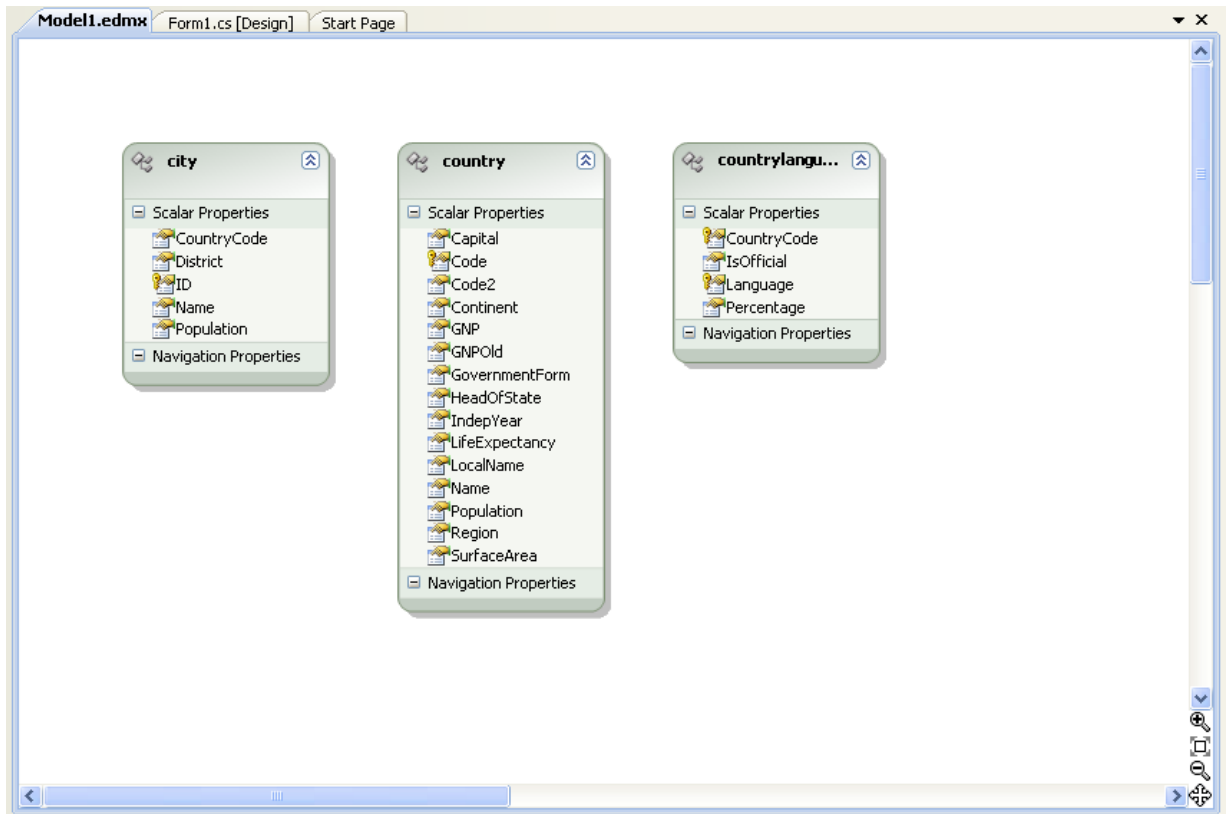 Model1.edmx Form1.cs [Design] Start Page
city
Scalar Properties
CountryCode
District
ID
Name
Population
Navigation Properties
country
Scalar Properties
Capital
Code
Code2
Continent
GNP
GNPOld
GovernmentForm
HeadOfState
IndepYear
LifeExpectancy
LocalName
Name
Population
Region
SurfaceArea
Navigation Properties
countrylangu...
Scalar Properties
CountryCode
IsOfficial
Language
Percentage
Navigation Properties